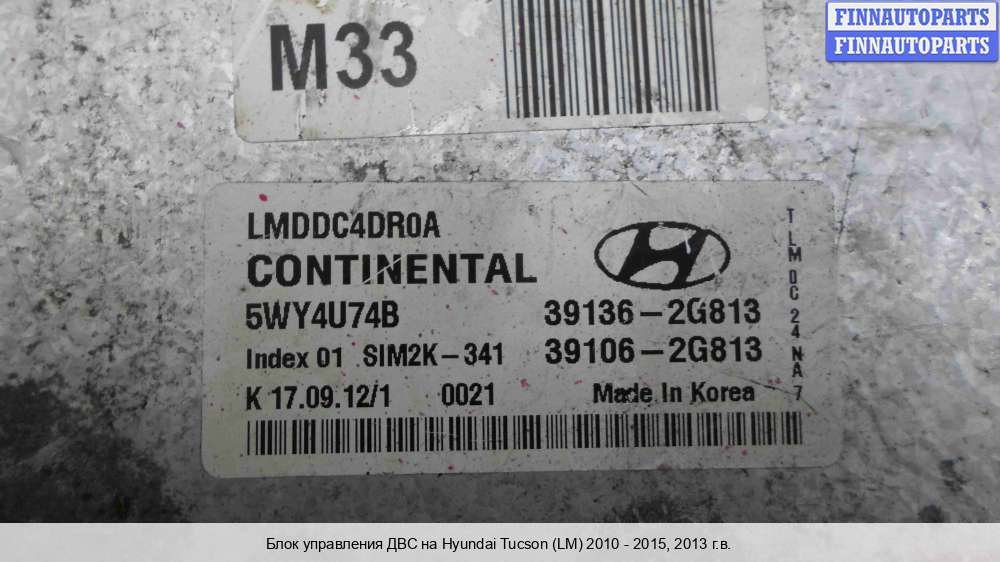 FINNAUTOPARTS
FINNAUTOPARTS
M33
LMDDC4DR0A
CONTINENTAL
5WY4U74B
39136-2G813
Index 01 SIM2K-341
39106-2G813
K 17.09.12/1 0021 Made In Korea
TLM0C24NA7
Блок управления ДВС на Hyundai Tucson (LM) 2010 - 2015, 2013 г.в.